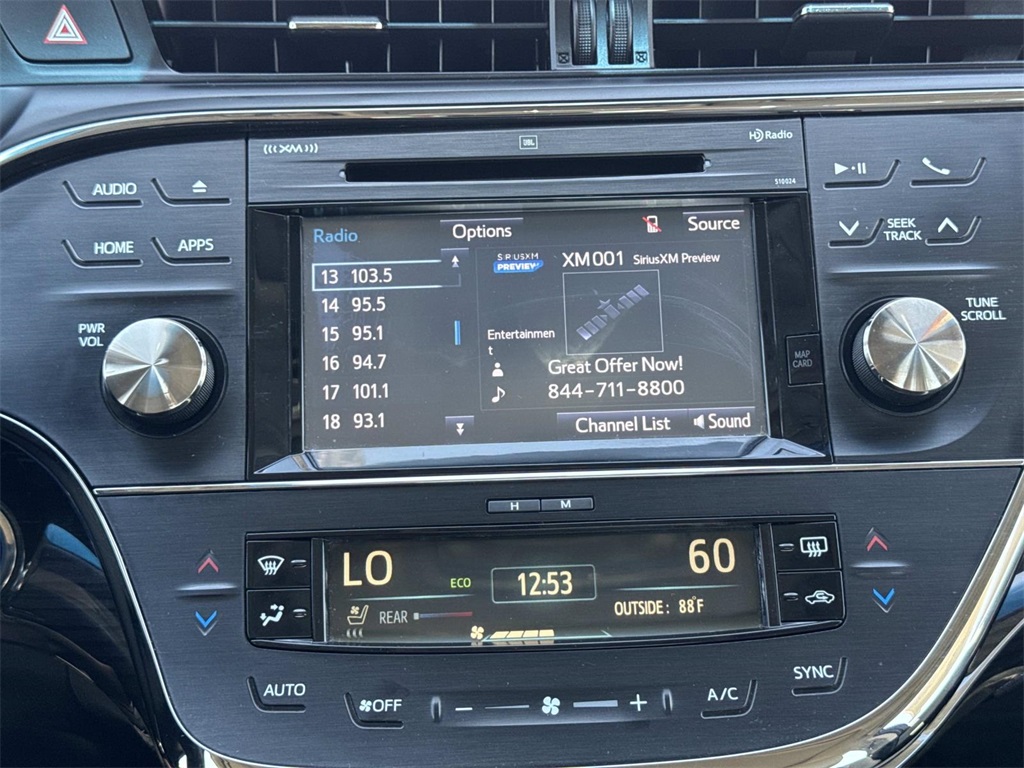 (((XM)))
JBL
HD Radio
510024
AUDIO
HOME
APPS
PWR
VOL
Radio
Options
Source
13 103.5
14 95.5
15 95.1
16 94.7
17 101.1
18 93.1
SIRIUSXM
PREVIEW
XM001 SiriusXM Preview
Entertainmen
t
Great Offer Now!
844-711-8800
Channel List
Sound
MAP
CARD
SEEK
TRACK
TUNE
SCROLL
H M
LO
60
ECO
12:53
REAR
OUTSIDE: 88°F
AUTO
OFF
− +
A/C
SYNC